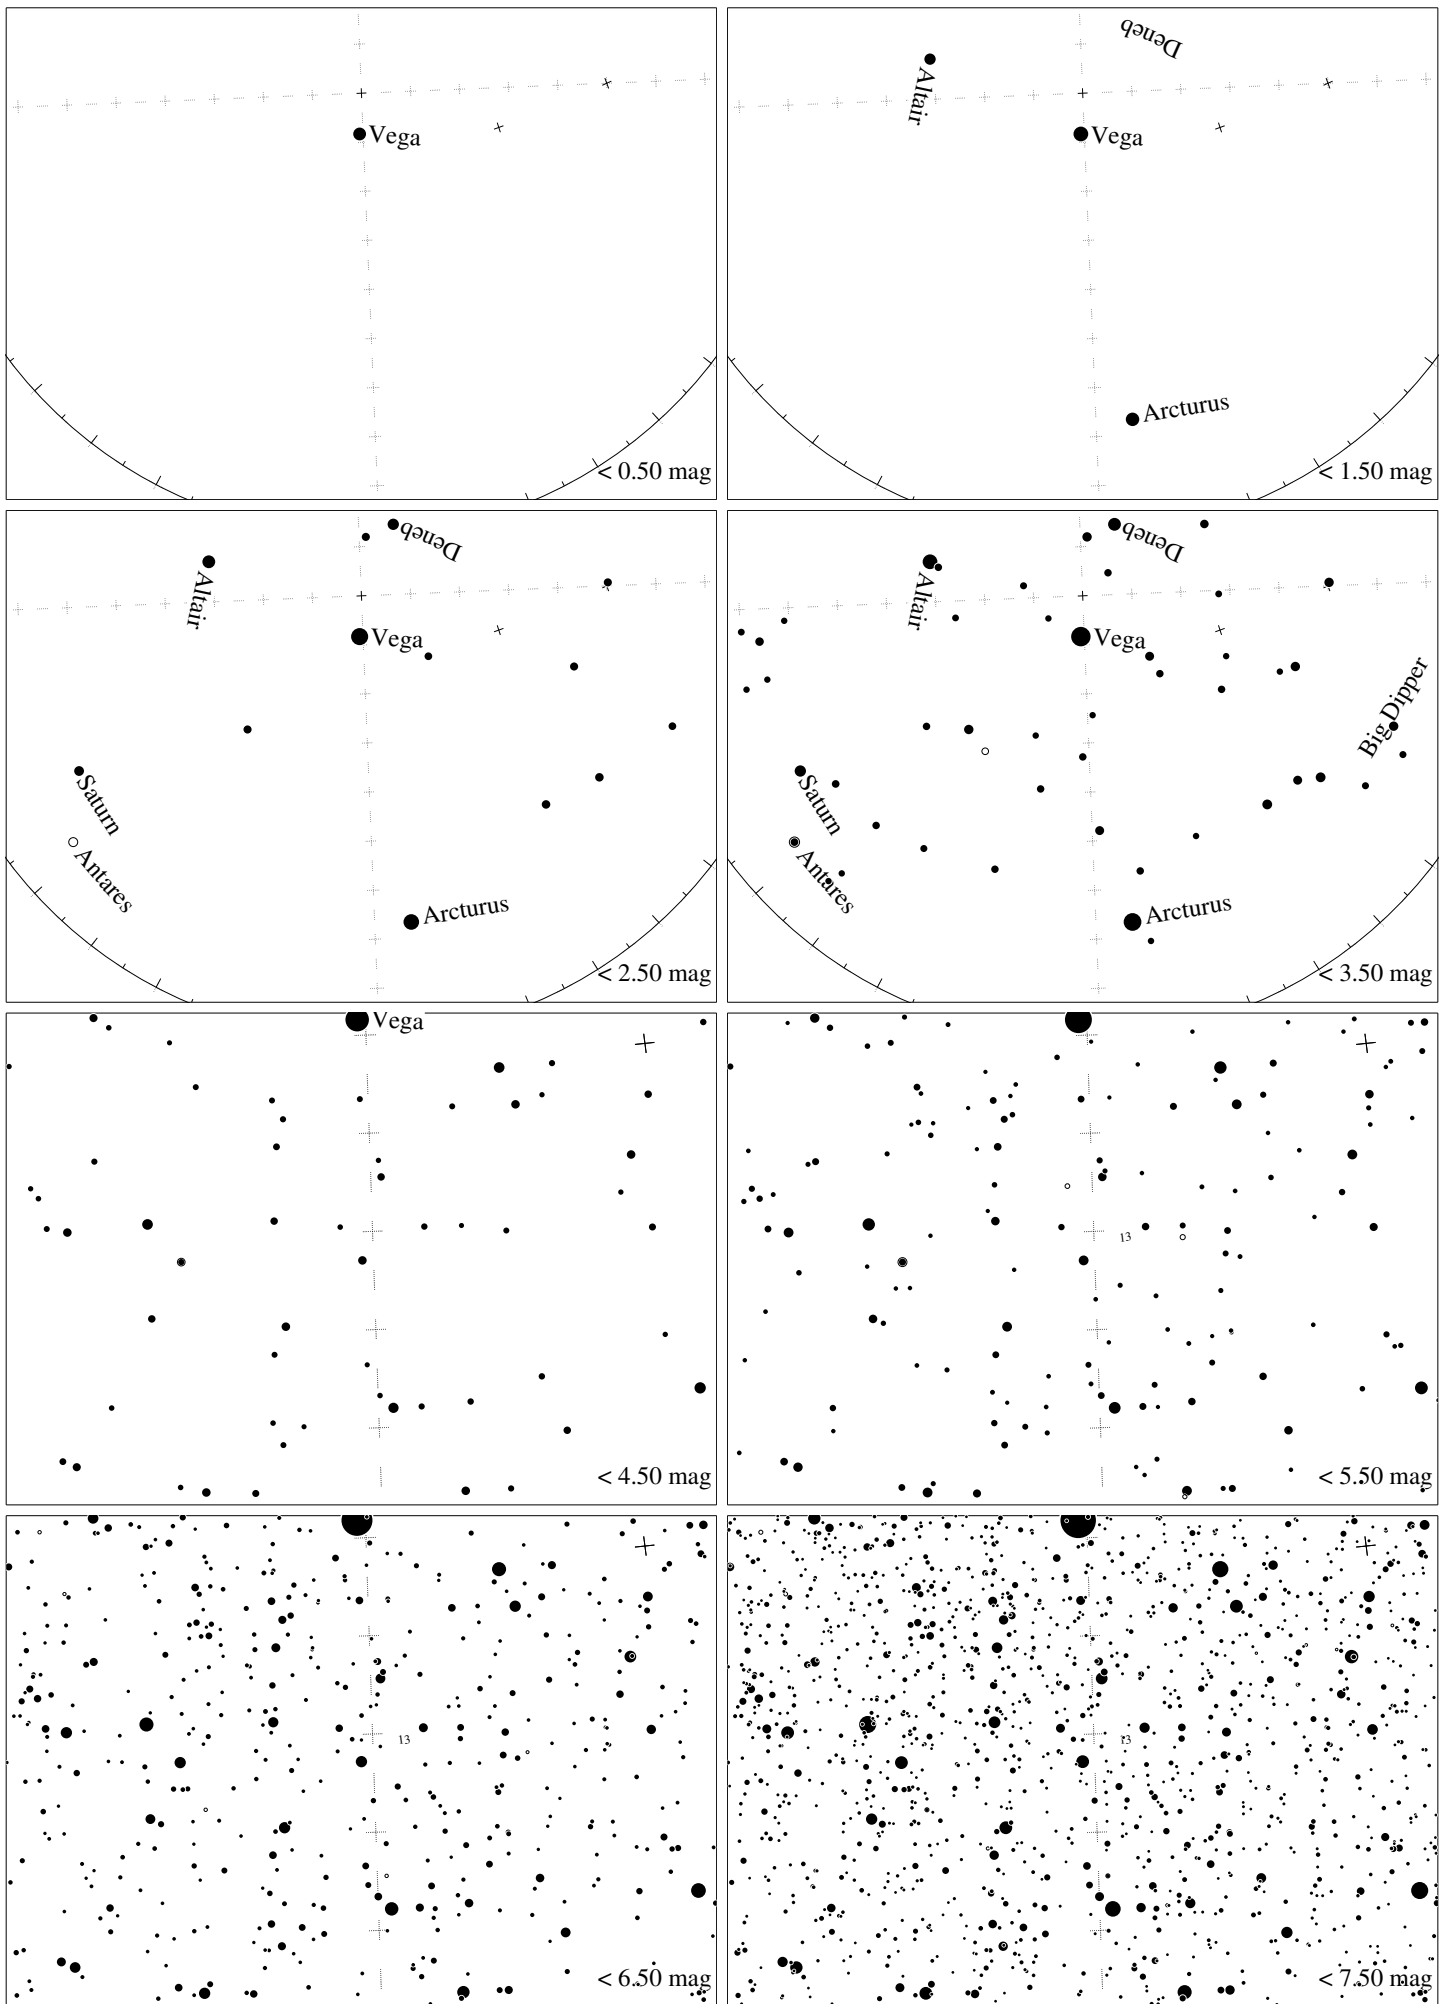 Vega
< 0.50 mag
Deneb
Altair
Vega
Arcturus
< 1.50 mag
Deneb
Altair
Vega
Saturn
Antares
Arcturus
< 2.50 mag
Deneb
Altair
Vega
Big Dipper
Saturn
Antares
Arcturus
< 3.50 mag
Vega
< 4.50 mag
13
< 5.50 mag
13
< 6.50 mag
13
< 7.50 mag